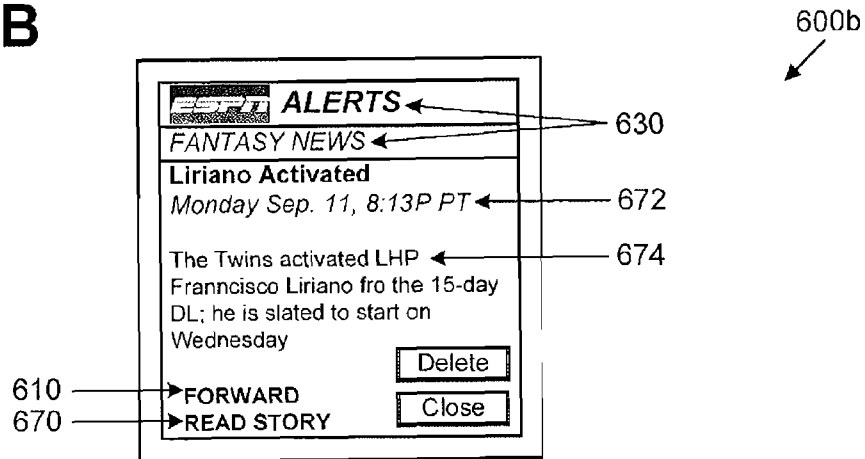 B
600b
ESPN ALERTS
630
FANTASY NEWS
Liriano Activated
Monday Sep. 11, 8:13P PT
672
The Twins activated LHP
674
Franncisco Liriano fro the 15-day
DL; he is slated to start on
Wednesday
Delete
610
FORWARD
Close
670
READ STORY